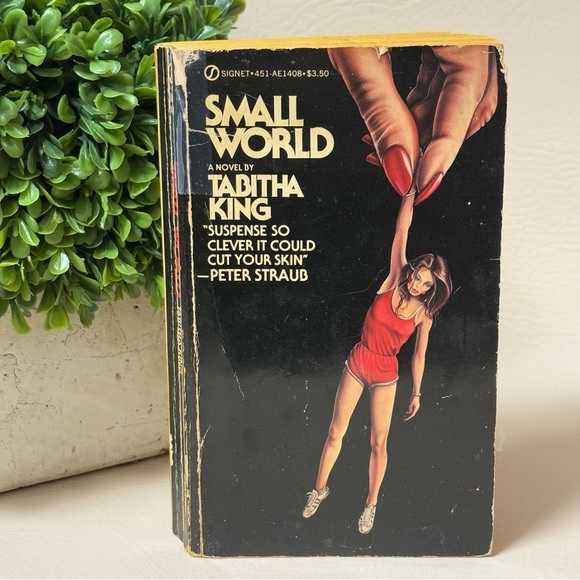 SIGNET•451-AE1408•$3.50
SMALL
WORLD
A NOVEL BY
TABITHA
KING
"SUSPENSE SO
CLEVER IT COULD
CUT YOUR SKIN"
—PETER STRAUB